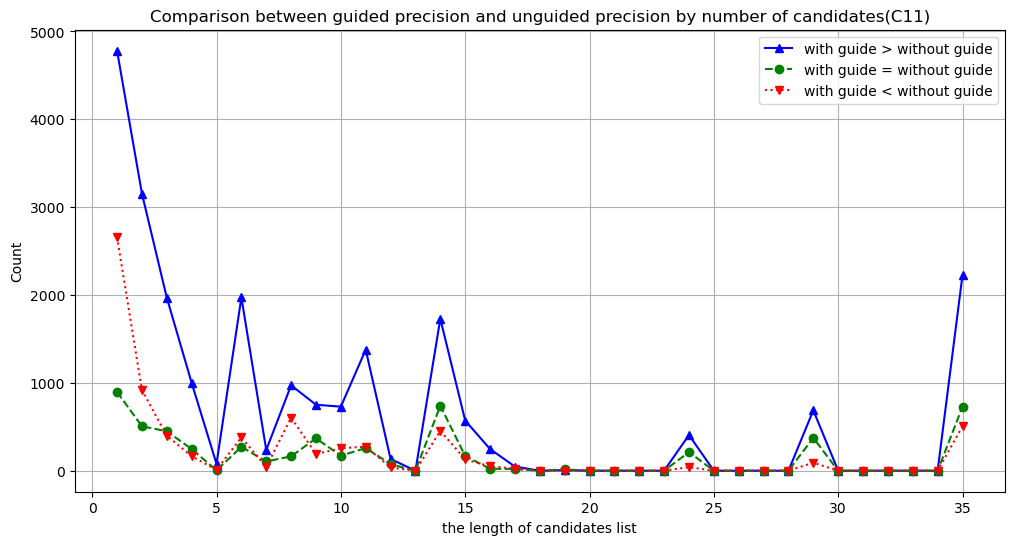 Comparison between guided precision and unguided precision by number of candidates(C11)
with guide > without guide
with guide = without guide
with guide < without guide
5000
4000
3000
2000
1000
0
Count
0 5 10 15 20 25 30 35
the length of candidates list